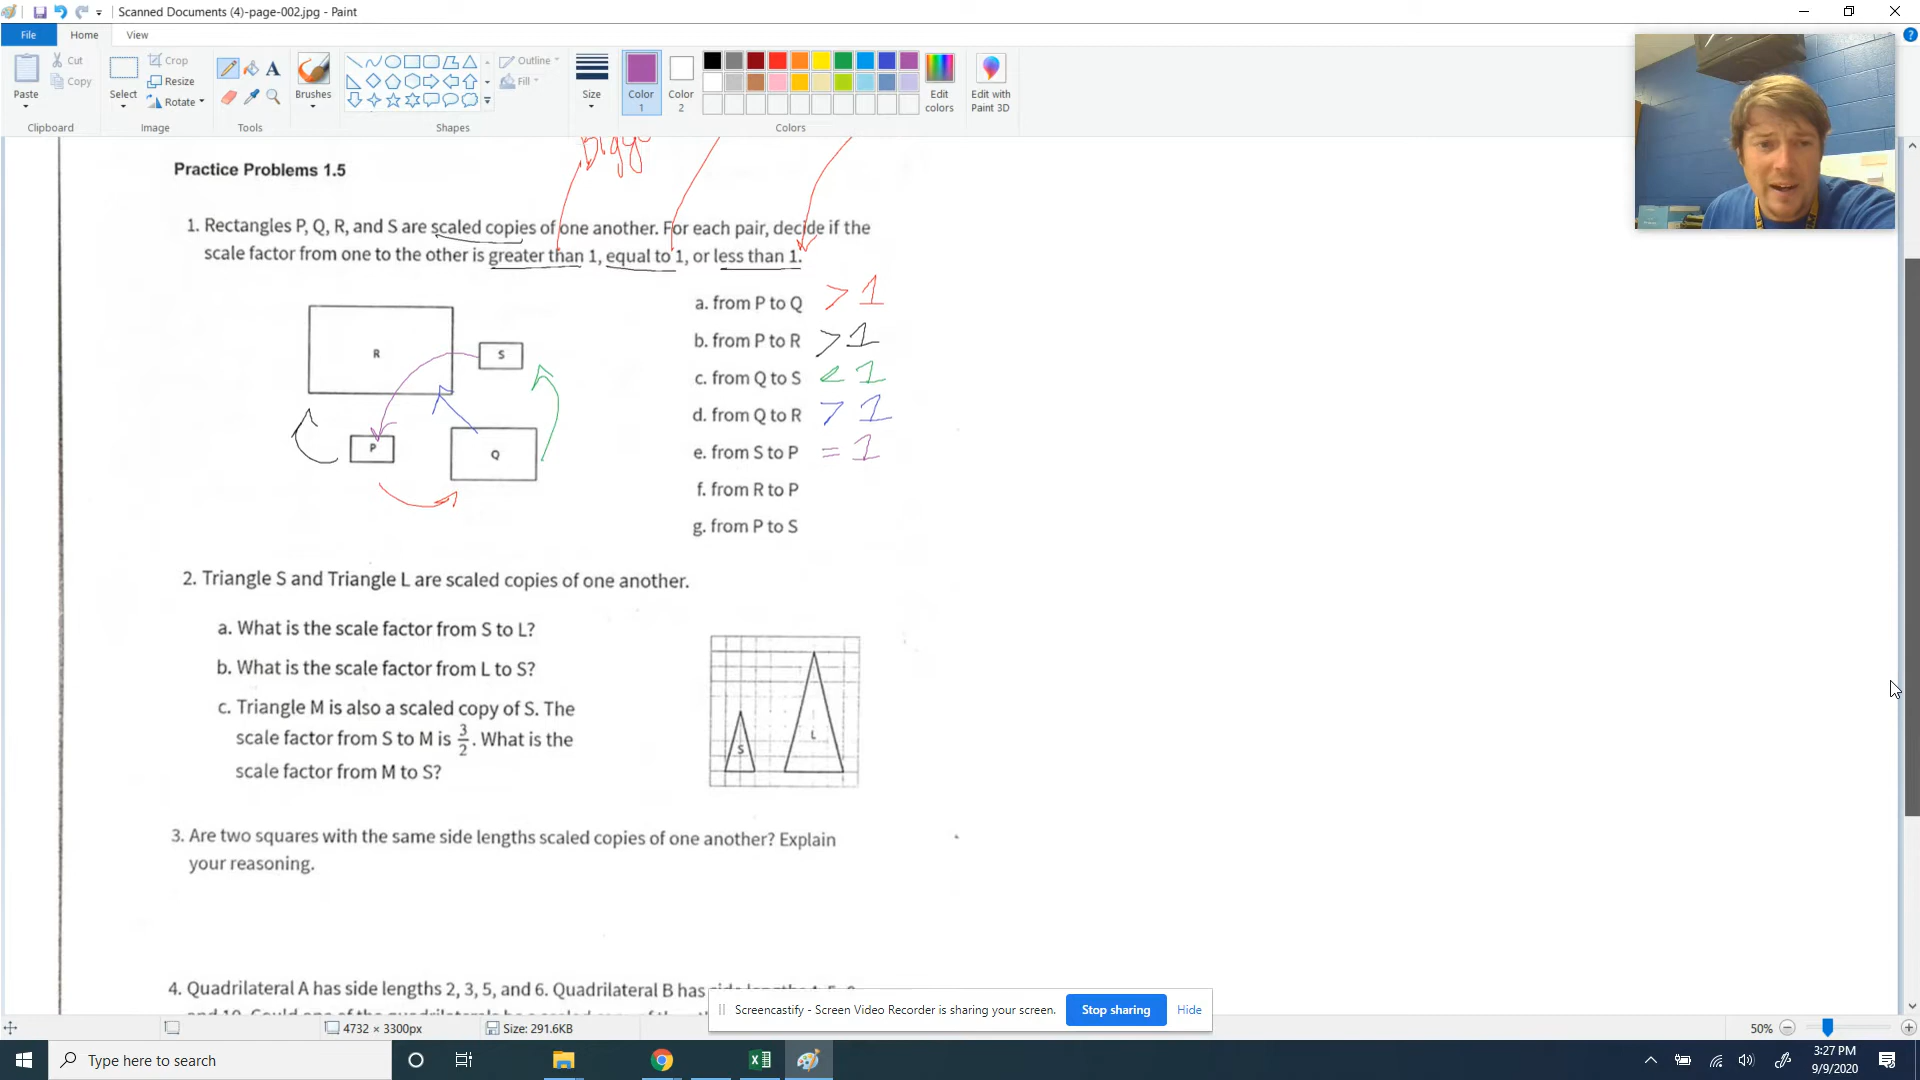 Scanned Documents (4)-page-002.jpg - Paint
File Home View
Paste
Cut
Copy
Clipboard
Select
Crop
Resize
Rotate
Image
Tools
Brushes
Shapes
Outline
Fill
Size
Color 1
Color 2
Edit colors
Colors
Edit with Paint 3D
Practice Problems 1.5
1. Rectangles P, Q, R, and S are scaled copies of one another. For each pair, decide if the
scale factor from one to the other is greater than 1, equal to 1, or less than 1.
R
S
P
Q
a. from P to Q > 1
b. from P to R > 1
c. from Q to S < 1
d. from Q to R > 1
e. from S to P = 1
f. from R to P
g. from P to S
2. Triangle S and Triangle L are scaled copies of one another.
a. What is the scale factor from S to L?
b. What is the scale factor from L to S?
c. Triangle M is also a scaled copy of S. The
scale factor from S to M is 3/2. What is the
scale factor from M to S?
S
L
3. Are two squares with the same side lengths scaled copies of one another? Explain
your reasoning.
4. Quadrilateral A has side lengths 2, 3, 5, and 6. Quadrilateral B has
Screencastify - Screen Video Recorder is sharing your screen.
Stop sharing
Hide
4732 × 3300px
Size: 291.6KB
50%
Type here to search
3:27 PM
9/9/2020